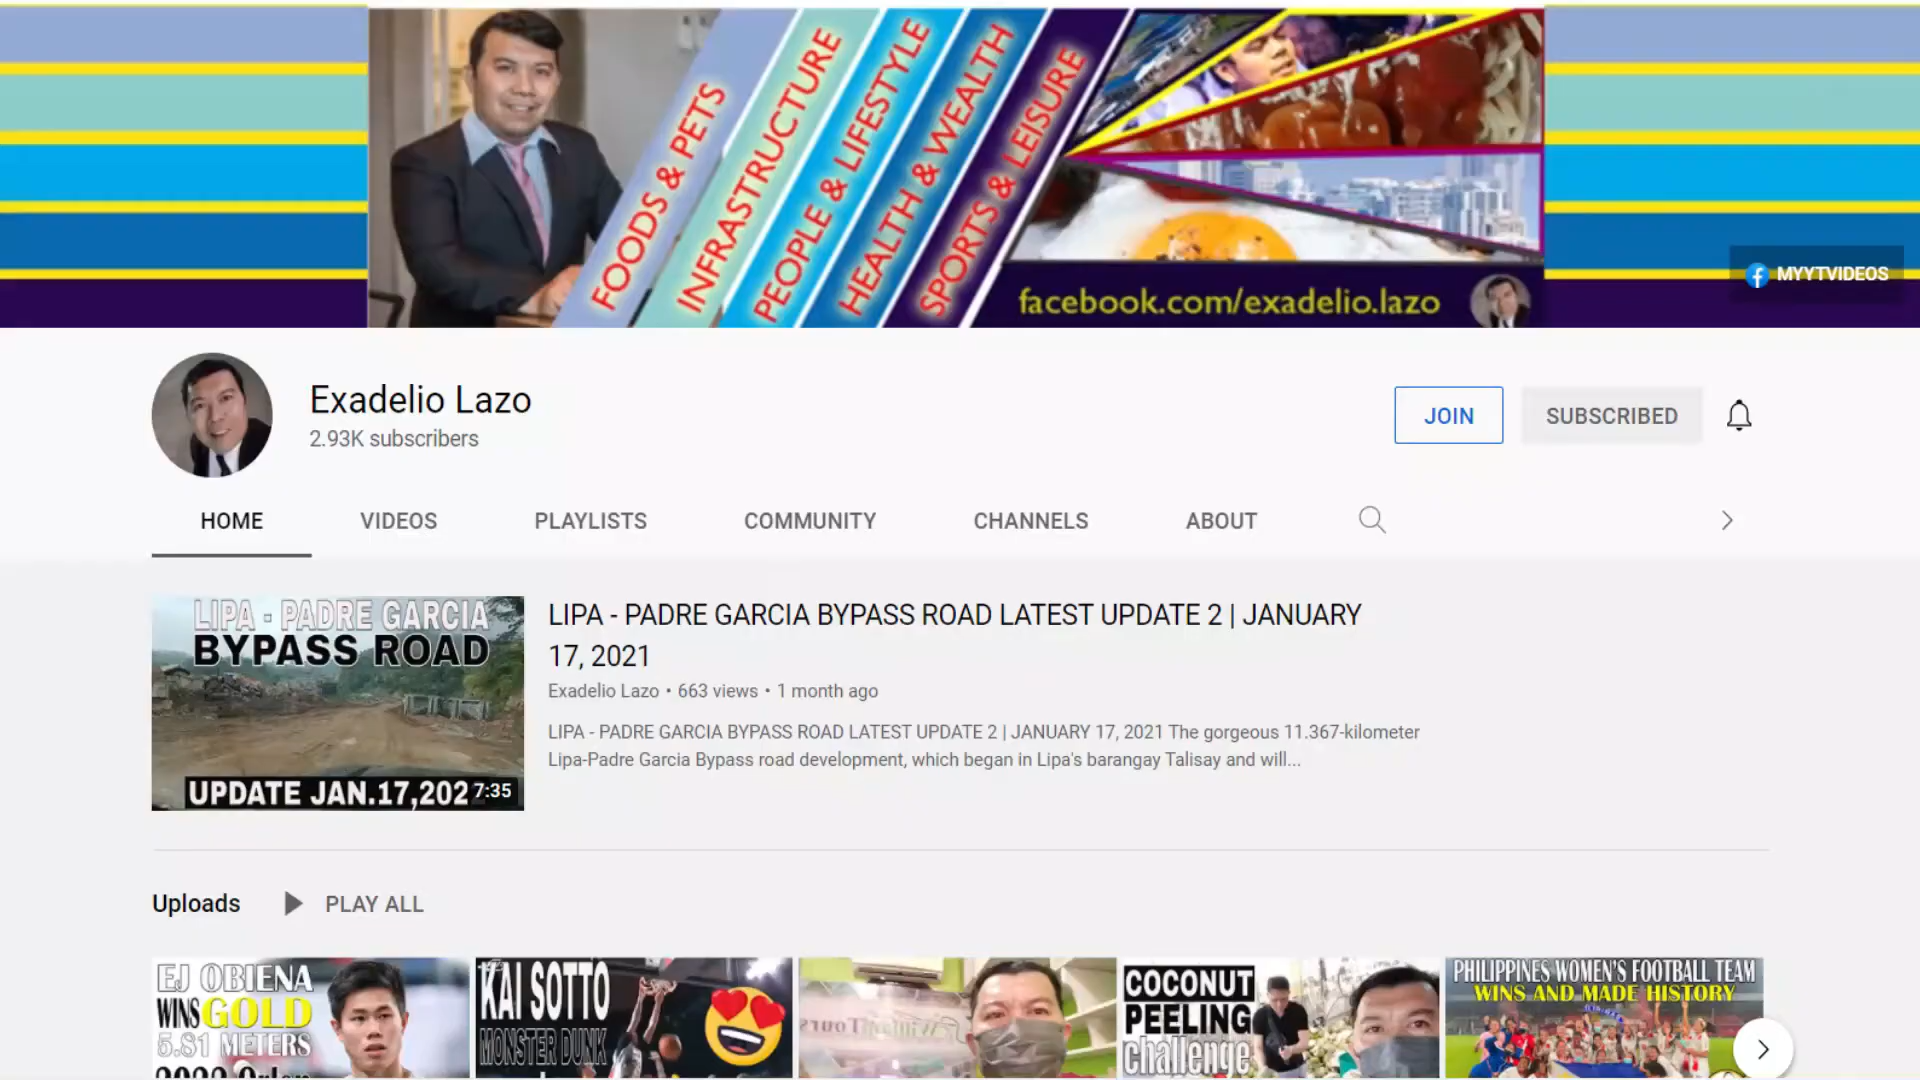 FOODS & PETS
INFRASTRUCTURE
PEOPLE & LIFESTYLE
HEALTH & WEALTH
SPORTS & LEISURE
facebook.com/exadelio.lazo
MYYTVIDEOS
Exadelio Lazo
2.93K subscribers
JOIN
SUBSCRIBED
HOME
VIDEOS
PLAYLISTS
COMMUNITY
CHANNELS
ABOUT
LIPA - PADRE GARCIA
BYPASS ROAD
UPDATE JAN.17,202
7:35
LIPA - PADRE GARCIA BYPASS ROAD LATEST UPDATE 2 | JANUARY
17, 2021
Exadelio Lazo • 663 views • 1 month ago
LIPA - PADRE GARCIA BYPASS ROAD LATEST UPDATE 2 | JANUARY 17, 2021 The gorgeous 11.367-kilometer
Lipa-Padre Garcia Bypass road development, which began in Lipa's barangay Talisay and will...
Uploads
PLAY ALL
EJ OBIENA
WINS GOLD
5.81 METERS
KAI SOTTO
MONSTER DUNK
COCONUT
PEELING
challenge
PHILIPPINES WOMEN'S FOOTBALL TEAM
WINS AND MADE HISTORY